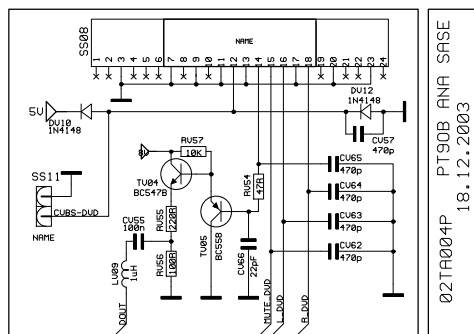 SS08
NAME
1 2 3 4 5 6 7 8 9 10 11 12 13 14 15 16 17 18 19 20 21 22 23 24
5V
DV10
1N4148
DV12
1N4148
CV57
470p
8V
RV57
10K
TV04
BC547B
RV54
47R
CV65
470p
CV64
470p
CV63
470p
CV62
470p
SS11
CVBS-DVD
NAME
CV55
100n
RV55
220R
TV05
BC558
CV66
22pF
RV56
100R
LV09
1uH
DOUT
MUTE_DVD
L_DVD
R_DVD
02TA004P PT90B ANA SASE
18.12.2003